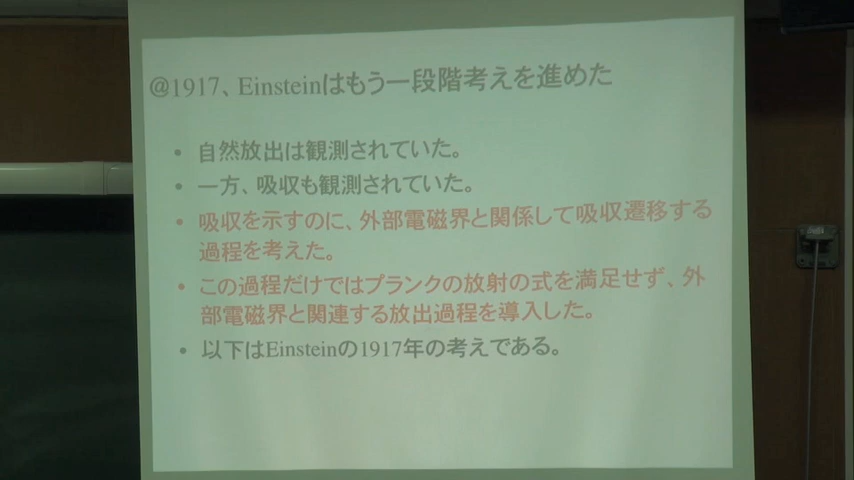 @1917、Einsteinはもう一段階考えを進めた
• 自然放出は観測されていた。
• 一方、吸収も観測されていた。
• 吸収を示すのに、外部電磁界と関係して吸収遷移する
過程を考えた。
• この過程だけではプランクの放射の式を満足せず、外
部電磁界と関連する放出過程を導入した。
• 以下はEinsteinの1917年の考えである。